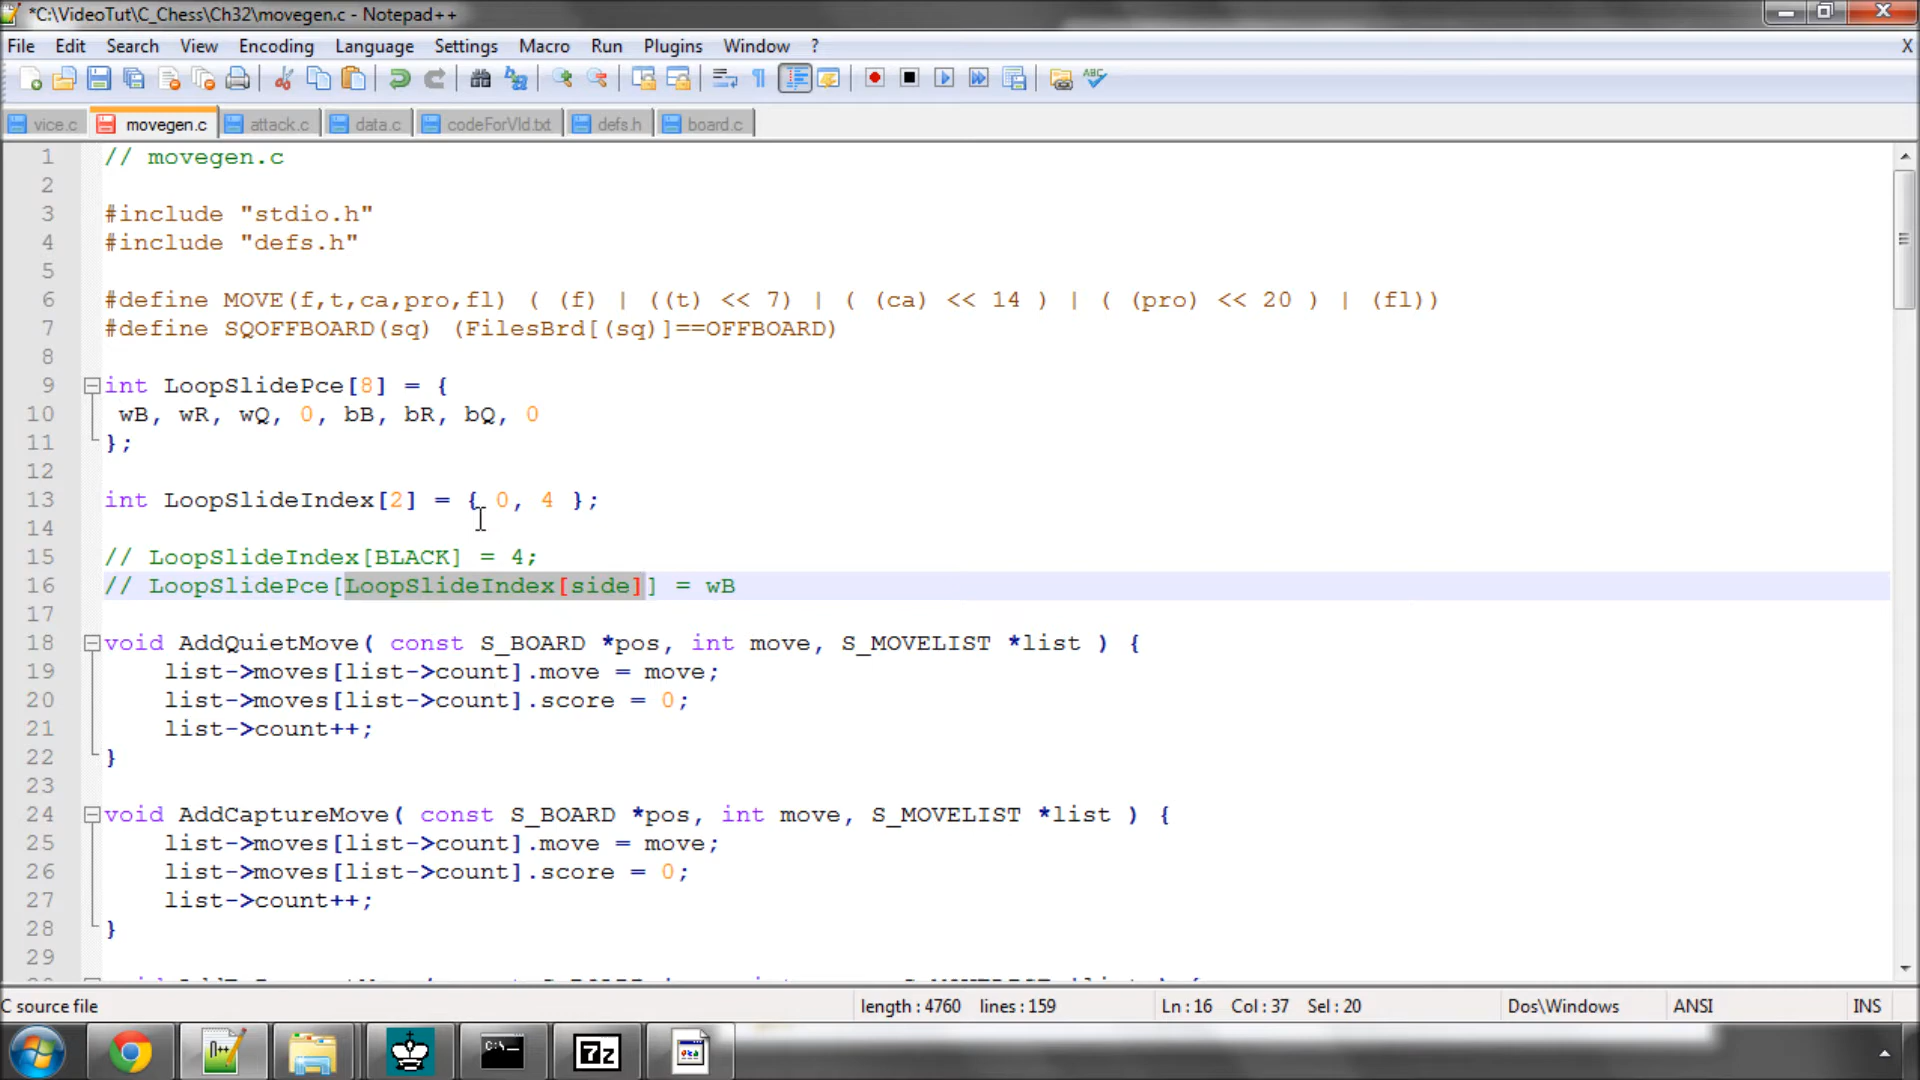 *C:\VideoTut\C_Chess\Ch32\movegen.c - Notepad++
File Edit Search View Encoding Language Settings Macro Run Plugins Window ? X
vice.c movegen.c attack.c data.c codeForVid.txt defs.h board.c
1 // movegen.c
2
3 #include "stdio.h"
4 #include "defs.h"
5
6 #define MOVE(f,t,ca,pro,fl) ( (f) | ((t) << 7) | ( (ca) << 14 ) | ( (pro) << 20 ) | (fl))
7 #define SQOFFBOARD(sq) (FilesBrd[(sq)]==OFFBOARD)
8
9 int LoopSlidePce[8] = {
10 wB, wR, wQ, 0, bB, bR, bQ, 0
11 };
12
13 int LoopSlideIndex[2] = { 0, 4 };
14
15 // LoopSlideIndex[BLACK] = 4;
16 // LoopSlidePce[LoopSlideIndex[side]] = wB
17
18 void AddQuietMove( const S_BOARD *pos, int move, S_MOVELIST *list ) {
19 list->moves[list->count].move = move;
20 list->moves[list->count].score = 0;
21 list->count++;
22 }
23
24 void AddCaptureMove( const S_BOARD *pos, int move, S_MOVELIST *list ) {
25 list->moves[list->count].move = move;
26 list->moves[list->count].score = 0;
27 list->count++;
28 }
29
C source file length : 4760 lines : 159 Ln : 16 Col : 37 Sel : 20 Dos\Windows ANSI INS